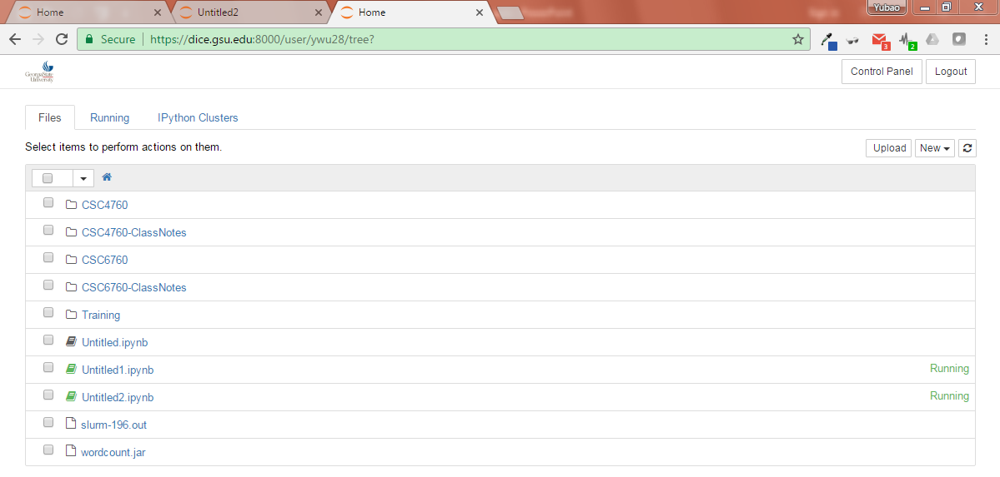 Home Untitled2 Home Yubao
Secure https://dice.gsu.edu:8000/user/ywu28/tree? 3 2
GeorgiaState
University
Control Panel Logout
Files Running IPython Clusters
Select items to perform actions on them.
Upload New
CSC4760
CSC4760-ClassNotes
CSC6760
CSC6760-ClassNotes
Training
Untitled.ipynb
Untitled1.ipynb Running
Untitled2.ipynb Running
slurm-196.out
wordcount.jar